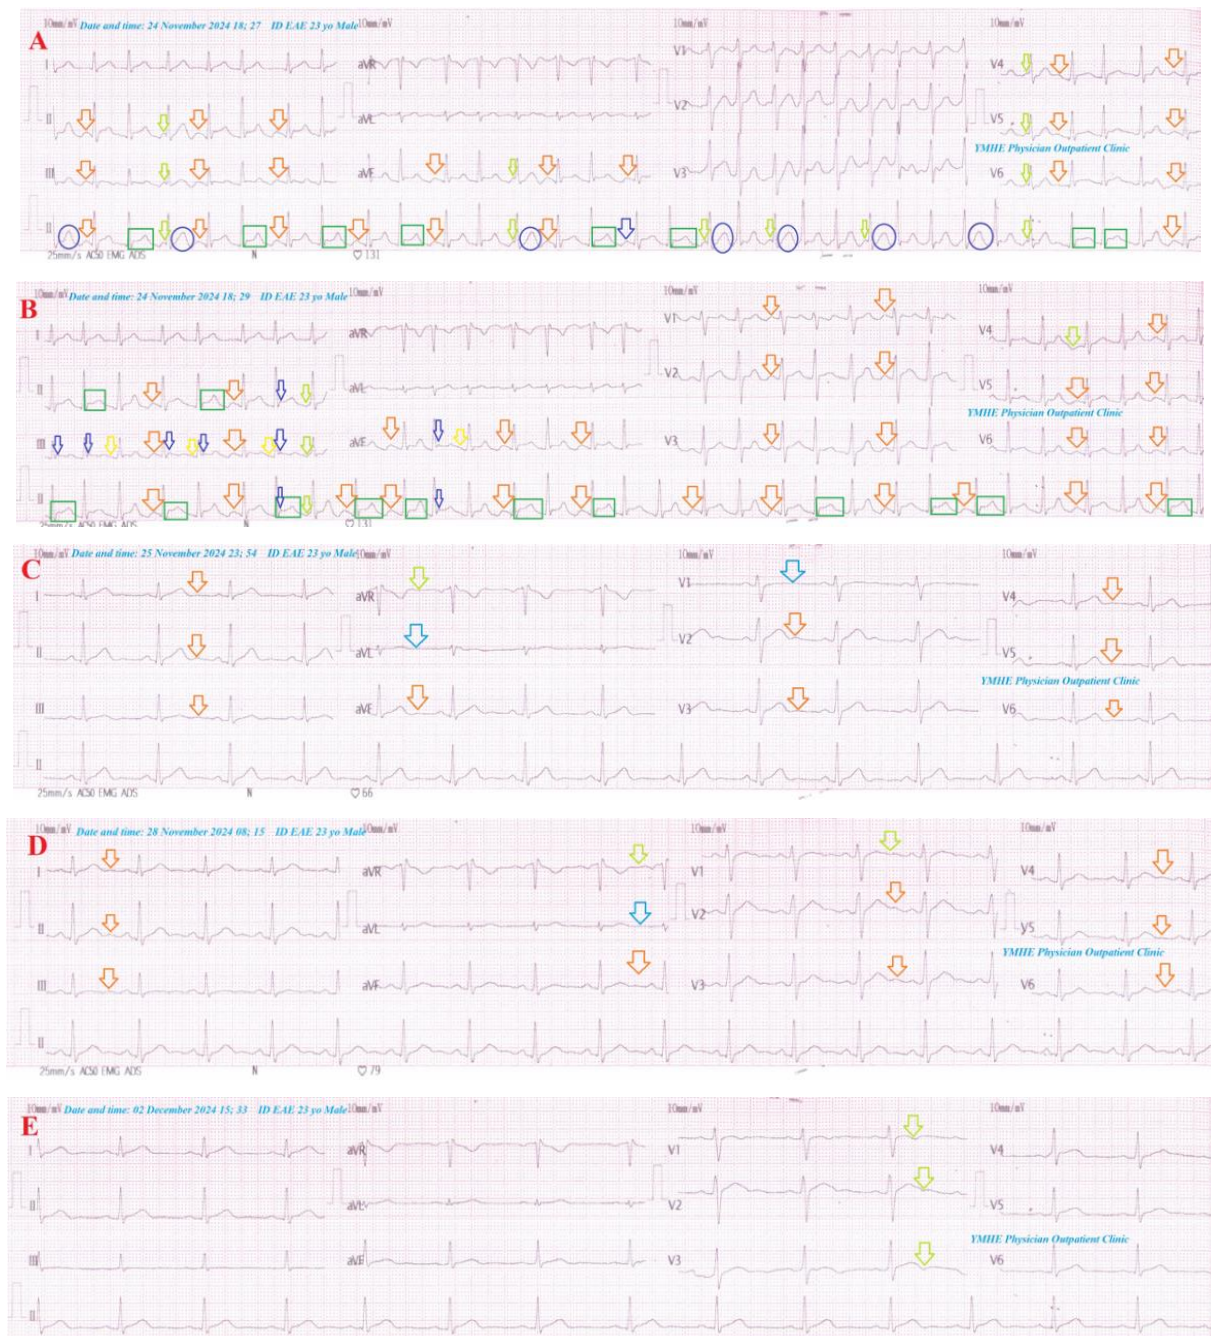 A
10mm/mV Date and time: 24 November 2024 18; 27 ID EAE 23 yo Male 10mm/mV 10mm/mV 10mm/mV
I aVR V1 V4
II aVL V2 V5
YMHE Physician Outpatient Clinic
III aVF V3 V6
II
25mm/s AC50 EMG ADS N ♡131
B
10mm/mV Date and time: 24 November 2024 18; 29 ID EAE 23 yo Male 10mm/mV 10mm/mV 10mm/mV
I aVR V1 V4
II aVL V2 V5
YMHE Physician Outpatient Clinic
III aVF V3 V6
II
25mm/s AC50 EMG ADS N ♡131
C
10mm/mV Date and time: 25 November 2024 23; 54 ID EAE 23 yo Male 10mm/mV 10mm/mV 10mm/mV
I aVR V1 V4
II aVL V2 V5
YMHE Physician Outpatient Clinic
III aVF V3 V6
II
25mm/s AC50 EMG ADS N ♡66
D
10mm/mV Date and time: 28 November 2024 08; 15 ID EAE 23 yo Male 10mm/mV 10mm/mV 10mm/mV
I aVR V1 V4
II aVL V2 V5
YMHE Physician Outpatient Clinic
III aVF V3 V6
II
25mm/s AC50 EMG ADS N ♡79
E
10mm/mV Date and time: 02 December 2024 15; 33 ID EAE 23 yo Male 10mm/mV 10mm/mV 10mm/mV
I aVR V1 V4
II aVL V2 V5
YMHE Physician Outpatient Clinic
III aVF V3 V6
II